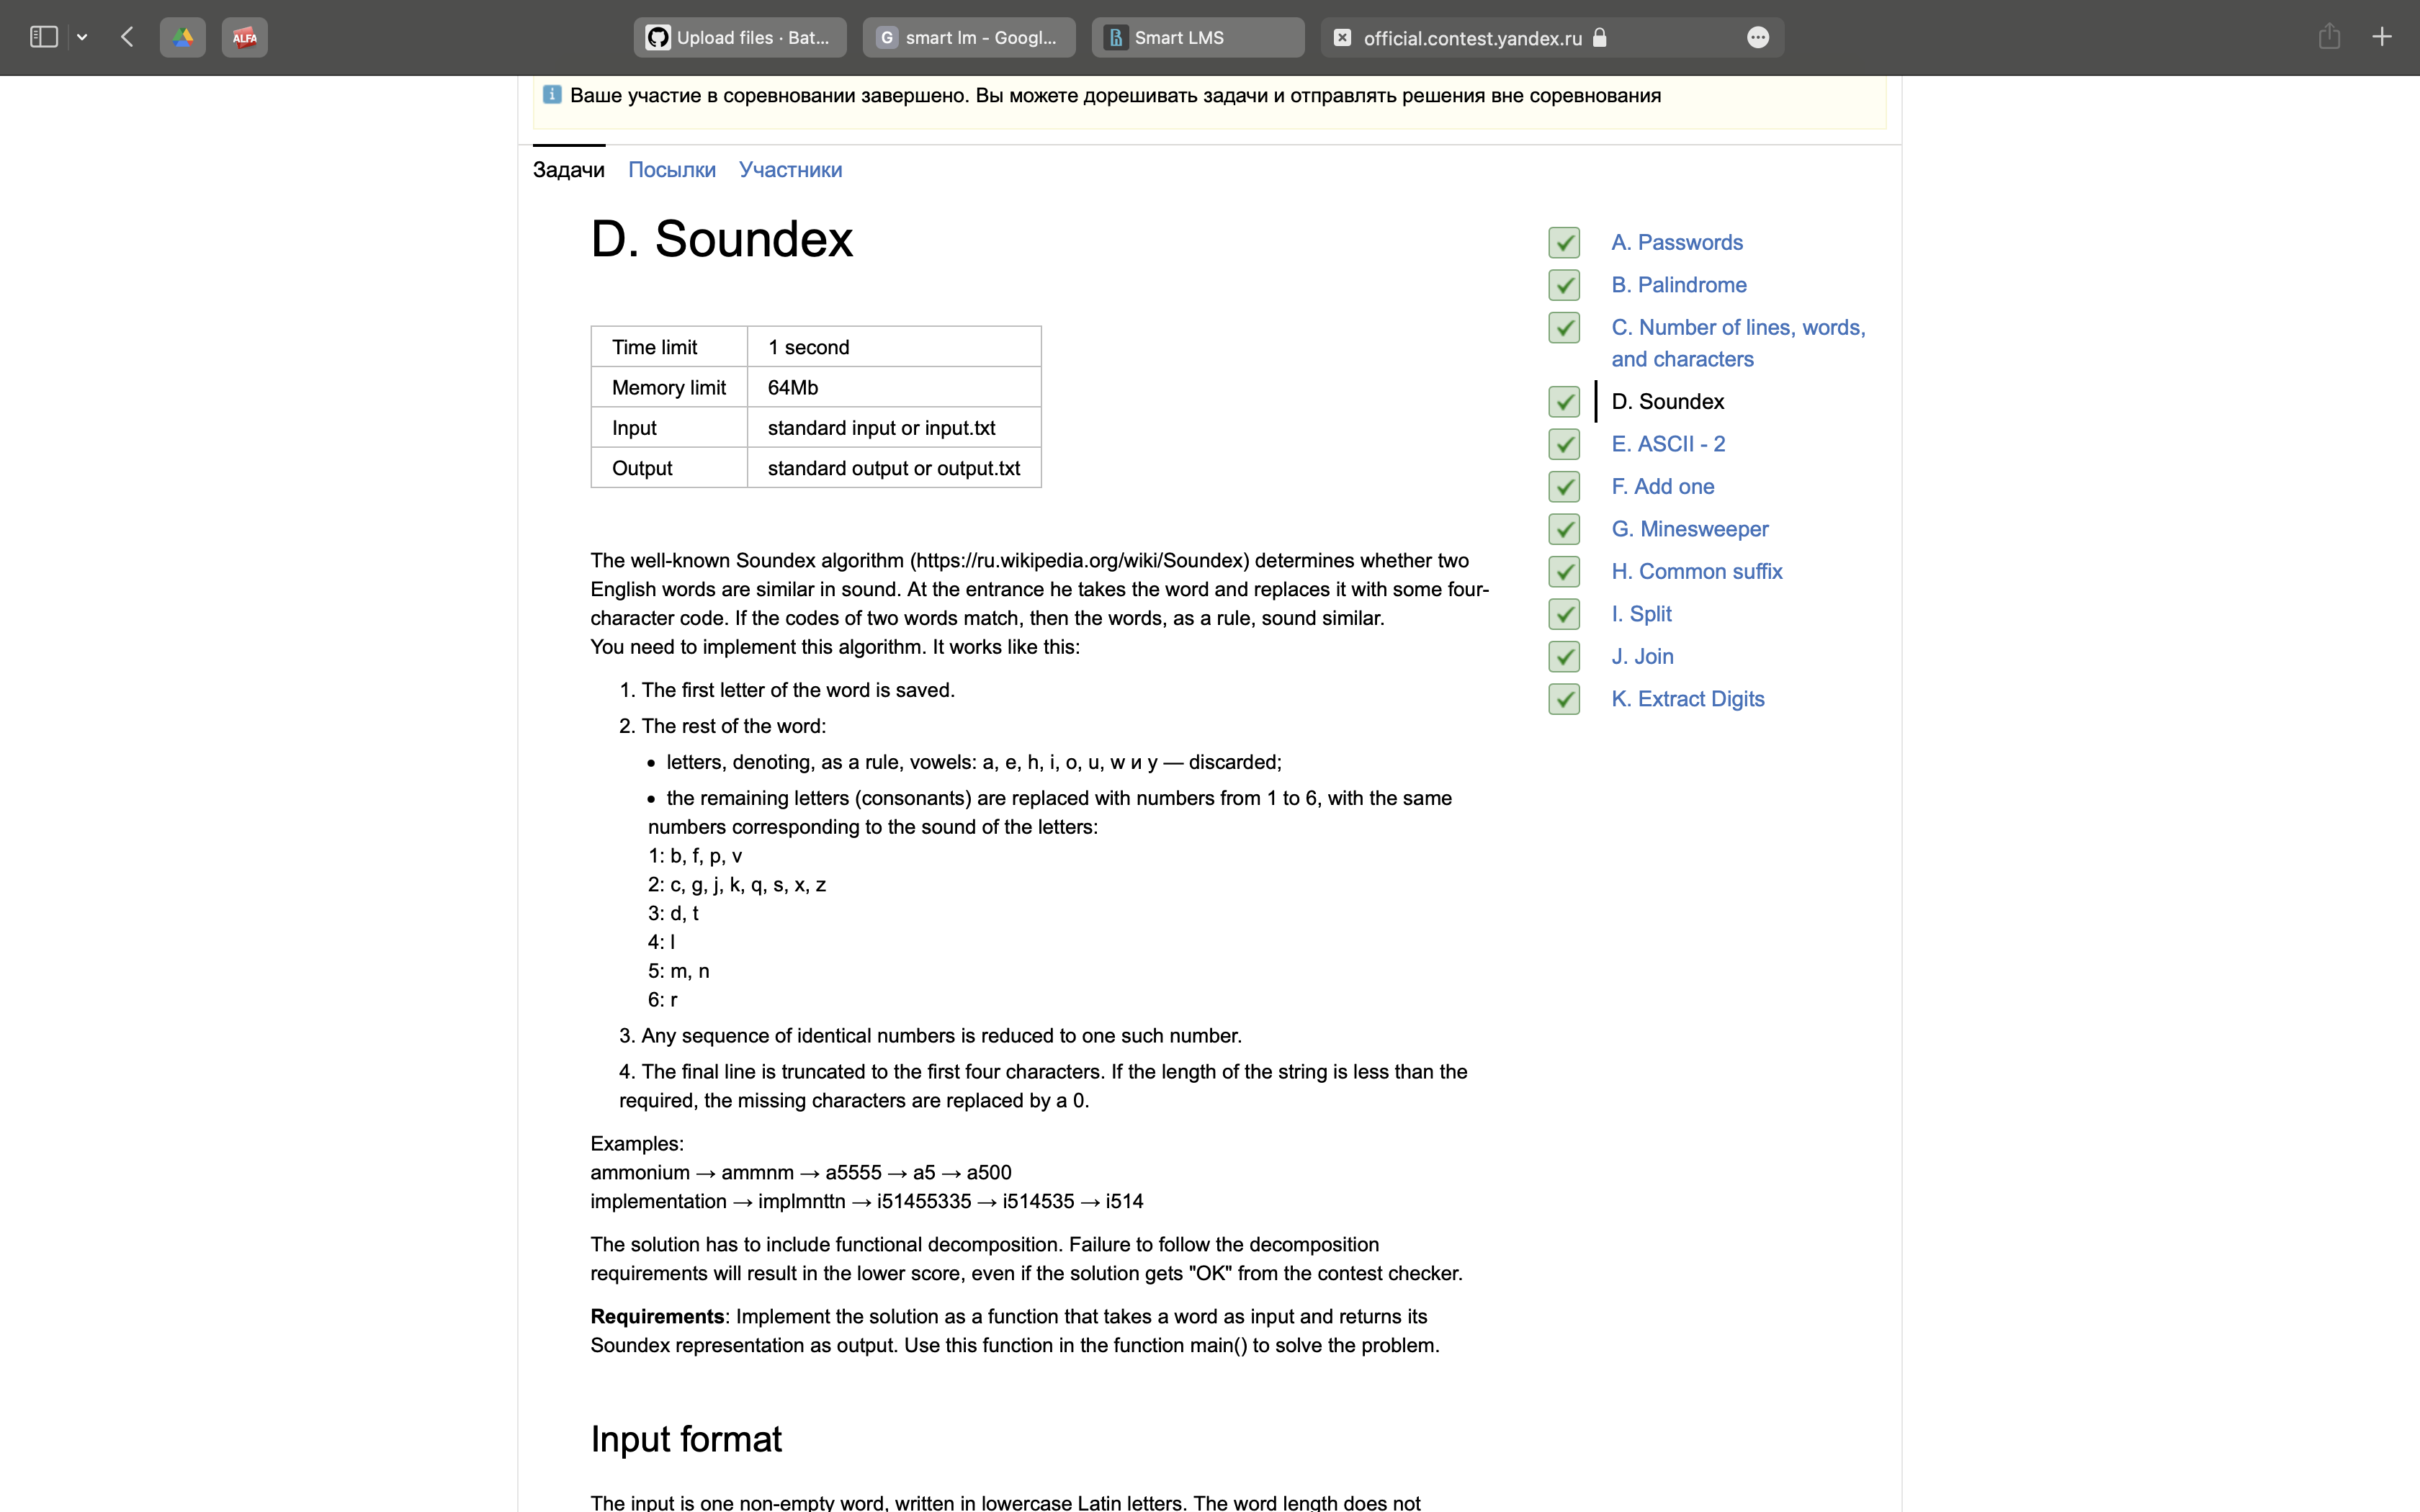 ALFA
Upload files · Bat...
G smart lm - Googl...
Smart LMS
official.contest.yandex.ru
Ваше участие в соревновании завершено. Вы можете дорешивать задачи и отправлять решения вне соревнования
Задачи Посылки Участники
D. Soundex
Time limit 1 second
Memory limit 64Mb
Input standard input or input.txt
Output standard output or output.txt
The well-known Soundex algorithm (https://ru.wikipedia.org/wiki/Soundex) determines whether two
English words are similar in sound. At the entrance he takes the word and replaces it with some four-
character code. If the codes of two words match, then the words, as a rule, sound similar.
You need to implement this algorithm. It works like this:
1. The first letter of the word is saved.
2. The rest of the word:
• letters, denoting, as a rule, vowels: a, e, h, i, o, u, w и y — discarded;
• the remaining letters (consonants) are replaced with numbers from 1 to 6, with the same
numbers corresponding to the sound of the letters:
1: b, f, p, v
2: c, g, j, k, q, s, x, z
3: d, t
4: l
5: m, n
6: r
3. Any sequence of identical numbers is reduced to one such number.
4. The final line is truncated to the first four characters. If the length of the string is less than the
required, the missing characters are replaced by a 0.
Examples:
ammonium → ammnm → a5555 → a5 → a500
implementation → implmnttn → i51455335 → i514535 → i514
The solution has to include functional decomposition. Failure to follow the decomposition
requirements will result in the lower score, even if the solution gets "OK" from the contest checker.
Requirements: Implement the solution as a function that takes a word as input and returns its
Soundex representation as output. Use this function in the function main() to solve the problem.
Input format
The input is one non-empty word, written in lowercase Latin letters. The word length does not
A. Passwords
B. Palindrome
C. Number of lines, words,
and characters
D. Soundex
E. ASCII - 2
F. Add one
G. Minesweeper
H. Common suffix
I. Split
J. Join
K. Extract Digits